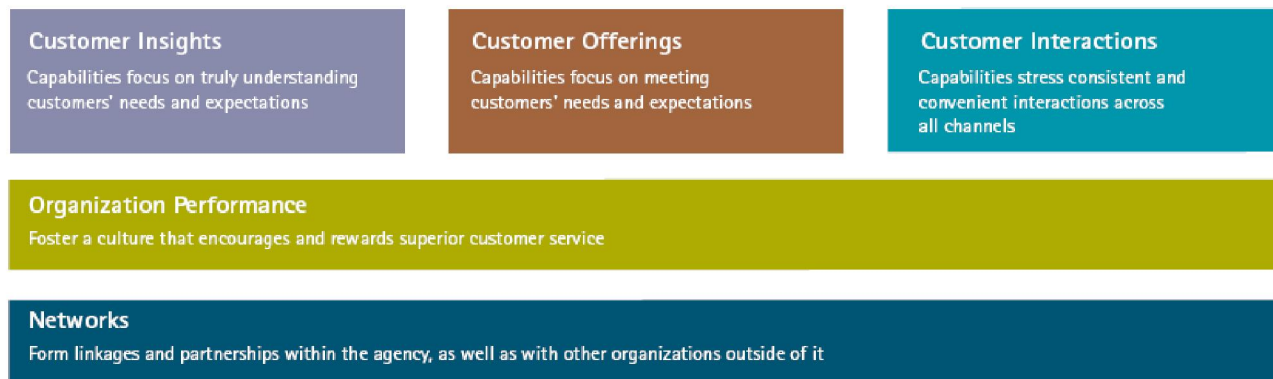 Customer Insights
Capabilities focus on truly understanding
customers' needs and expectations
Customer Offerings
Capabilities focus on meeting
customers' needs and expectations
Customer Interactions
Capabilities stress consistent and
convenient interactions across
all channels
Organization Performance
Foster a culture that encourages and rewards superior customer service
Networks
Form linkages and partnerships within the agency, as well as with other organizations outside of it